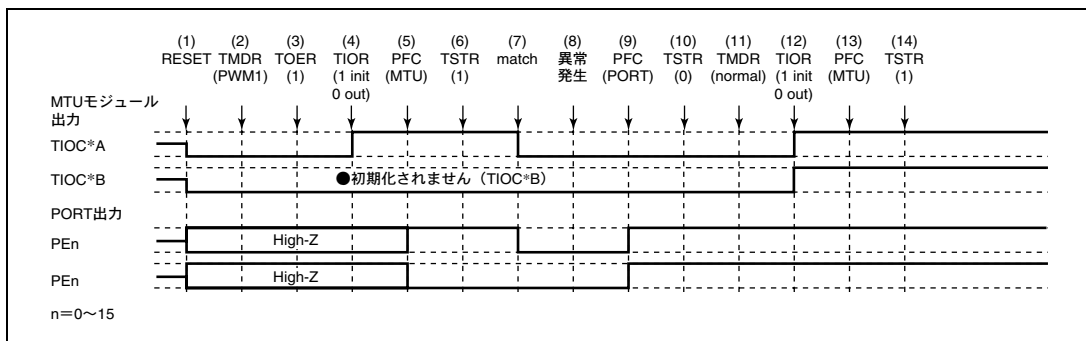 (1) (2) (3) (4) (5) (6) (7) (8) (9) (10) (11) (12) (13) (14)
RESET TMDR TOER TIOR PFC TSTR match 異常 PFC TSTR TMDR TIOR PFC TSTR
(PWM1) (1) (1 init (MTU) (1) 発生 (PORT) (0) (normal) (1 init (MTU) (1)
0 out) 0 out)
MTUモジュール
出力
TIOC*A
TIOC*B ●初期化されません（TIOC*B）
PORT出力
PEn High-Z
PEn High-Z
n＝0〜15